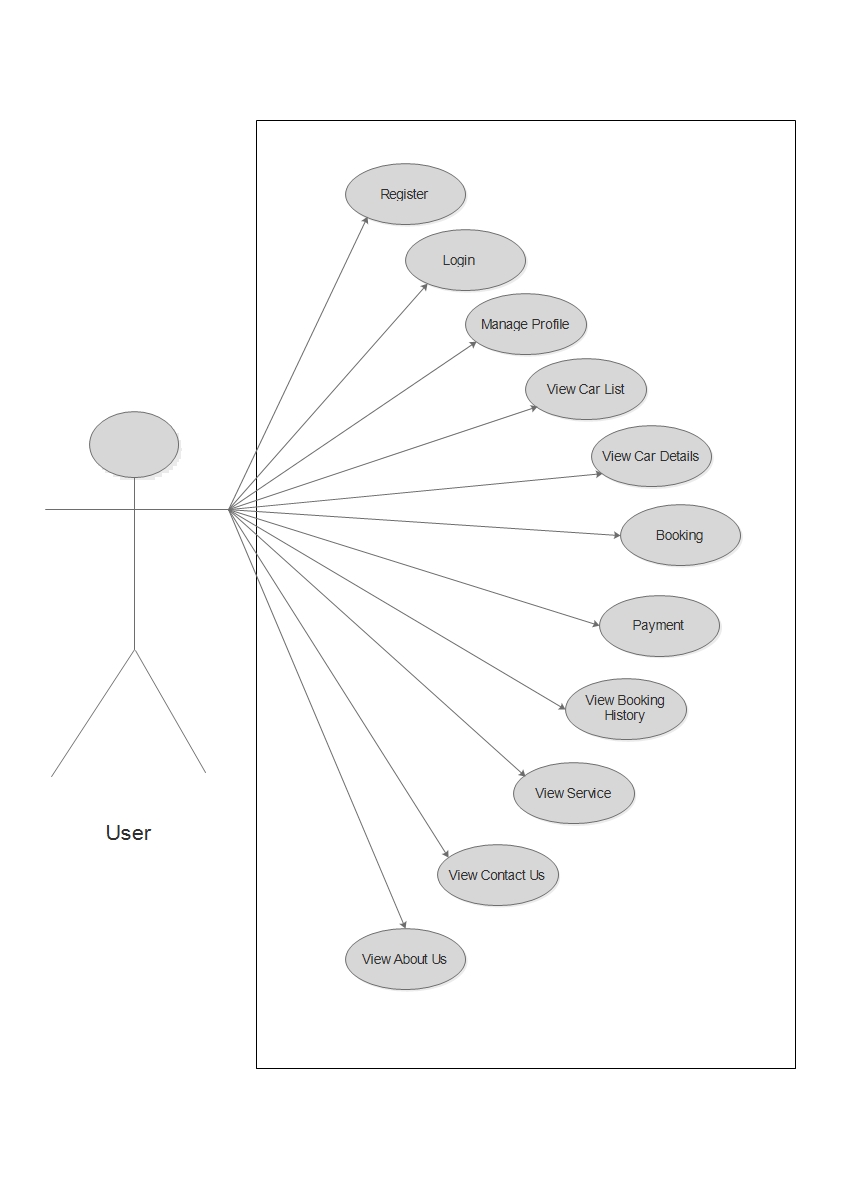 Register
Login
Manage Profile
View Car List
View Car Details
Booking
Payment
View Booking
History
View Service
User
View Contact Us
View About Us